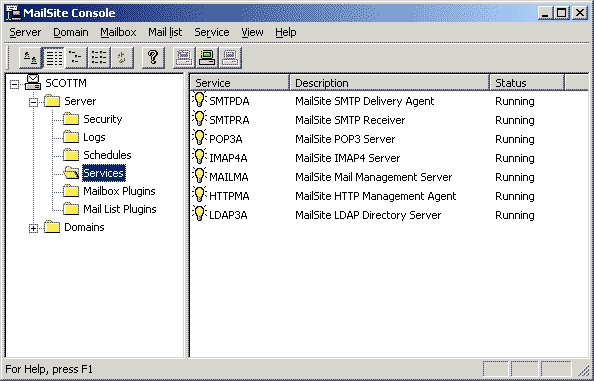 MailSite Console
Server Domain Mailbox Mail list Service View Help
SCOTTM
Server
Security
Logs
Schedules
Services
Mailbox Plugins
Mail List Plugins
Domains
Service Description Status
SMTPDA MailSite SMTP Delivery Agent Running
SMTPRA MailSite SMTP Receiver Running
POP3A MailSite POP3 Server Running
IMAP4A MailSite IMAP4 Server Running
MAILMA MailSite Mail Management Server Running
HTTPMA MailSite HTTP Management Agent Running
LDAP3A MailSite LDAP Directory Server Running
For Help, press F1